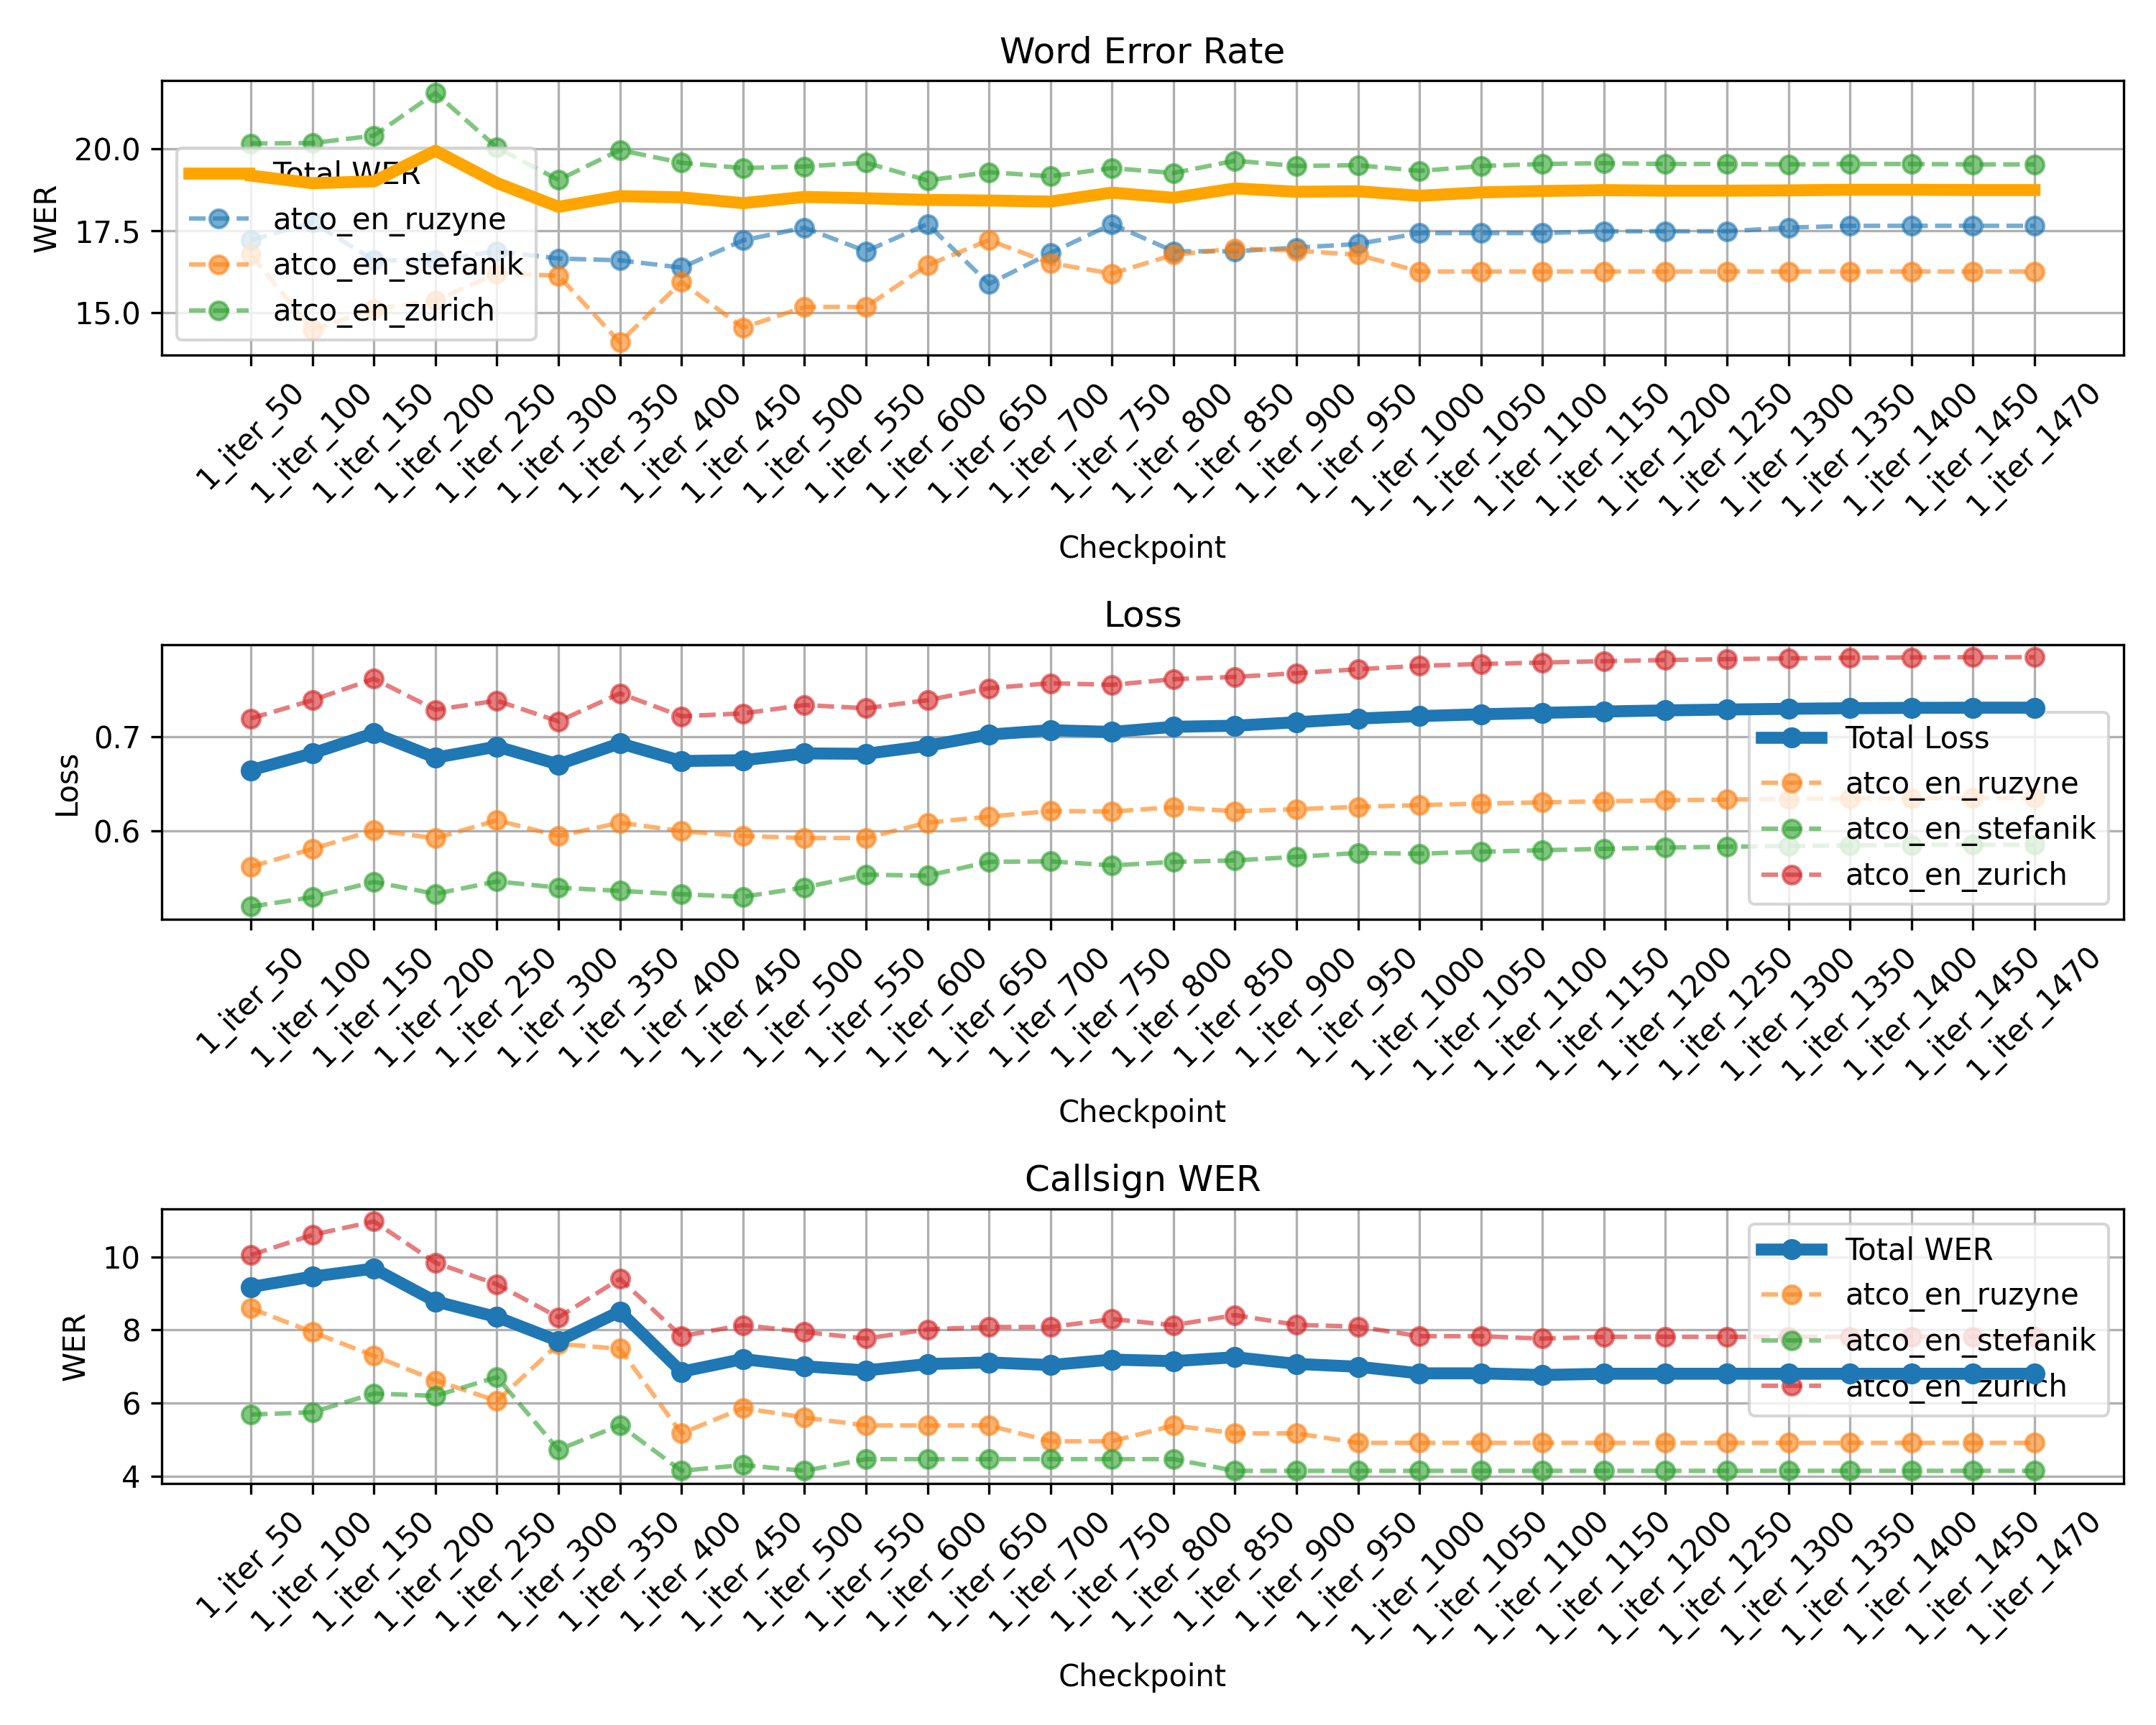 Word Error Rate
WER
20.0
17.5
15.0
Total WER
atco_en_ruzyne
atco_en_stefanik
atco_en_zurich
1_iter_50
1_iter_100
1_iter_150
1_iter_200
1_iter_250
1_iter_300
1_iter_350
1_iter_400
1_iter_450
1_iter_500
1_iter_550
1_iter_600
1_iter_650
1_iter_700
1_iter_750
1_iter_800
1_iter_850
1_iter_900
1_iter_950
1_iter_1000
1_iter_1050
1_iter_1100
1_iter_1150
1_iter_1200
1_iter_1250
1_iter_1300
1_iter_1350
1_iter_1400
1_iter_1450
1_iter_1470
Checkpoint
Loss
Loss
0.7
0.6
Total Loss
atco_en_ruzyne
atco_en_stefanik
atco_en_zurich
1_iter_50
1_iter_100
1_iter_150
1_iter_200
1_iter_250
1_iter_300
1_iter_350
1_iter_400
1_iter_450
1_iter_500
1_iter_550
1_iter_600
1_iter_650
1_iter_700
1_iter_750
1_iter_800
1_iter_850
1_iter_900
1_iter_950
1_iter_1000
1_iter_1050
1_iter_1100
1_iter_1150
1_iter_1200
1_iter_1250
1_iter_1300
1_iter_1350
1_iter_1400
1_iter_1450
1_iter_1470
Checkpoint
Callsign WER
WER
10
8
6
4
Total WER
atco_en_ruzyne
atco_en_stefanik
atco_en_zurich
1_iter_50
1_iter_100
1_iter_150
1_iter_200
1_iter_250
1_iter_300
1_iter_350
1_iter_400
1_iter_450
1_iter_500
1_iter_550
1_iter_600
1_iter_650
1_iter_700
1_iter_750
1_iter_800
1_iter_850
1_iter_900
1_iter_950
1_iter_1000
1_iter_1050
1_iter_1100
1_iter_1150
1_iter_1200
1_iter_1250
1_iter_1300
1_iter_1350
1_iter_1400
1_iter_1450
1_iter_1470
Checkpoint